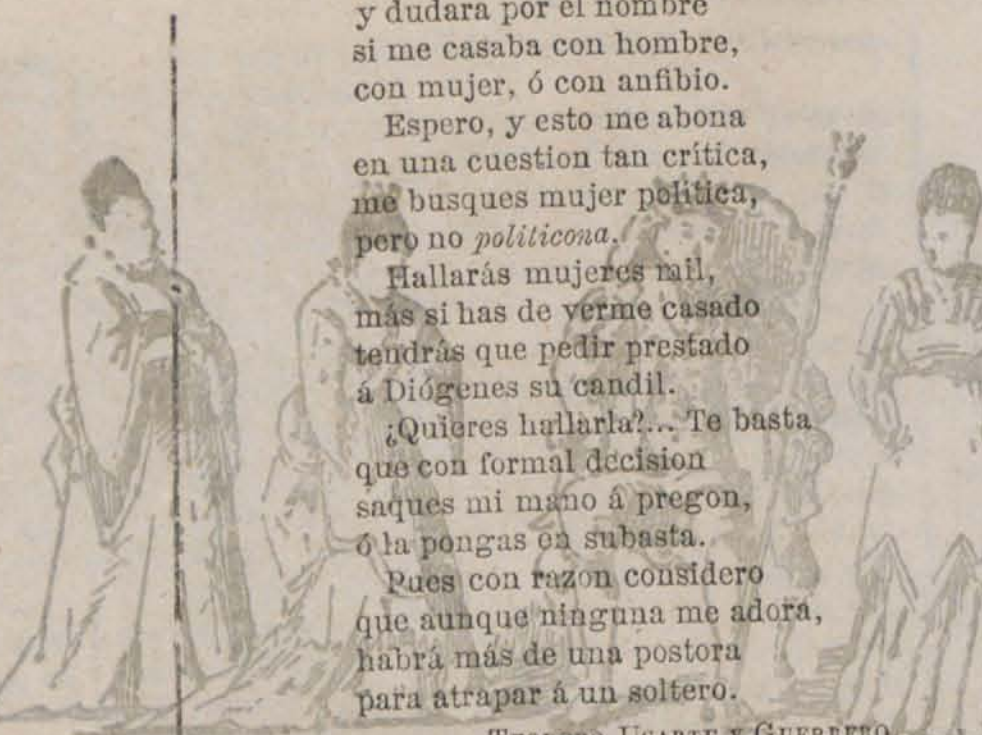 y dudara por el nombre
si me casaba con hombre,
con mujer, ó con anfibio.
Espero, y esto me abona
en una cuestion tan crítica,
me busques mujer política,
pero no politicona.
Hallarás mujeres mil,
más si has de verme casado
tendrás que pedir prestado
á Diógenes su candil.
¿Quieres hallarla?... Te basta
que con formal decision
saques mi mano á pregon,
ó la pongas en subasta.
Pues con razon considero
que aunque ninguna me adora,
habrá más de una postora
para atrapar á un soltero.
Ugarte y Guerrero